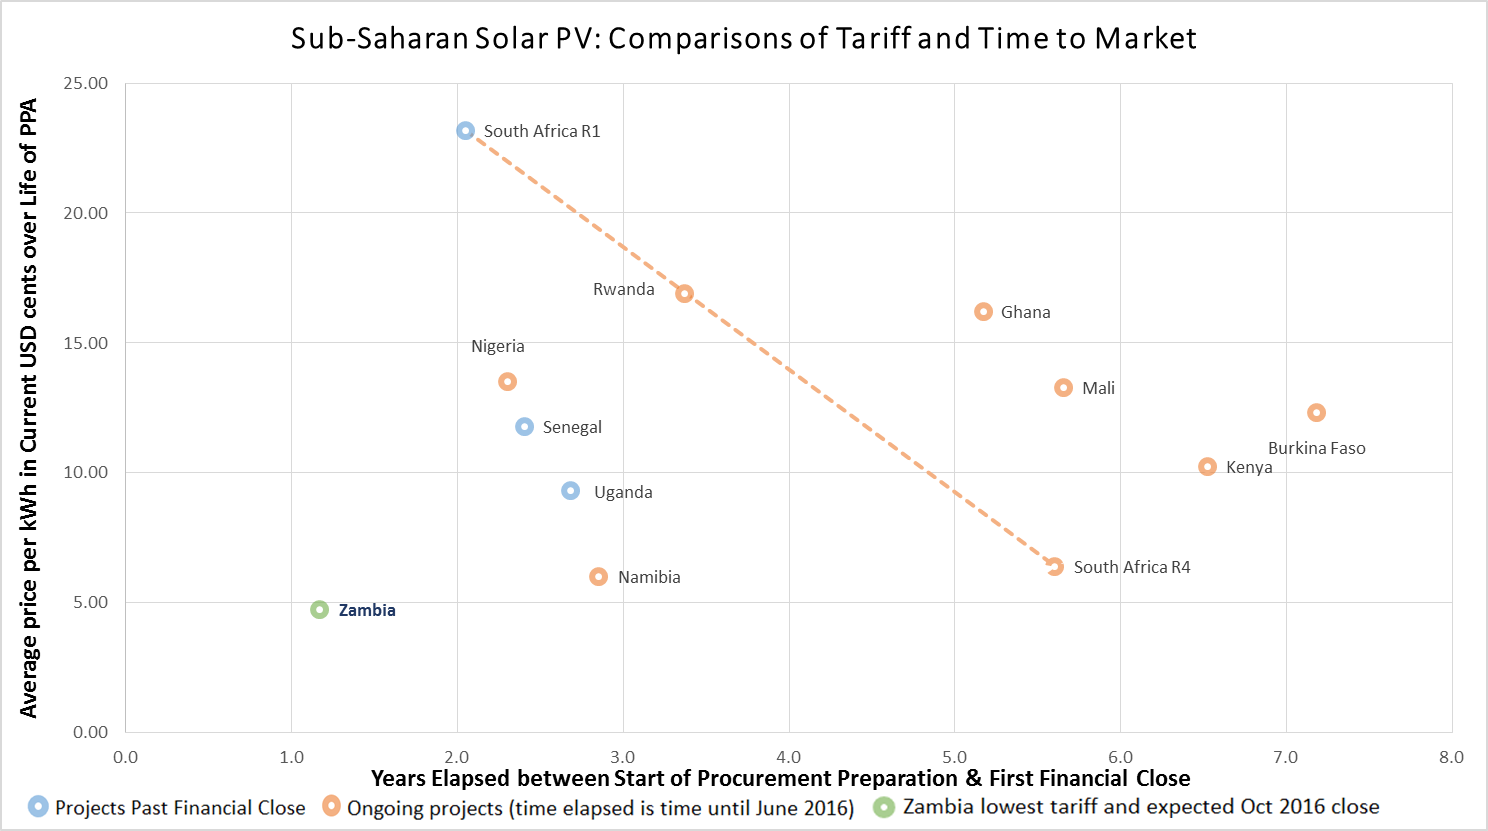 Sub-Saharan Solar PV: Comparisons of Tariff and Time to Market
Average price per kWh in Current USD cents over Life of PPA
25.00
20.00
15.00
10.00
5.00
0.00
South Africa R1
Rwanda
Ghana
Nigeria
Mali
Senegal
Burkina Faso
Kenya
Uganda
South Africa R4
Namibia
Zambia
0.0 1.0 2.0 3.0 4.0 5.0 6.0 7.0 8.0
Years Elapsed between Start of Procurement Preparation & First Financial Close
Projects Past Financial Close Ongoing projects (time elapsed is time until June 2016) Zambia lowest tariff and expected Oct 2016 close